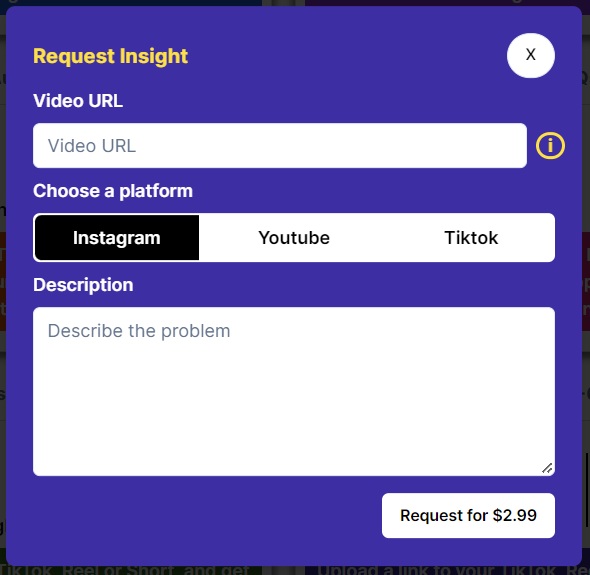 Request Insight
X
Video URL
Video URL
i
Choose a platform
Instagram
Youtube
Tiktok
Description
Describe the problem
Request for $2.99
TikTok, Reel or Short, and get
Upload a link to your TikTok, Re